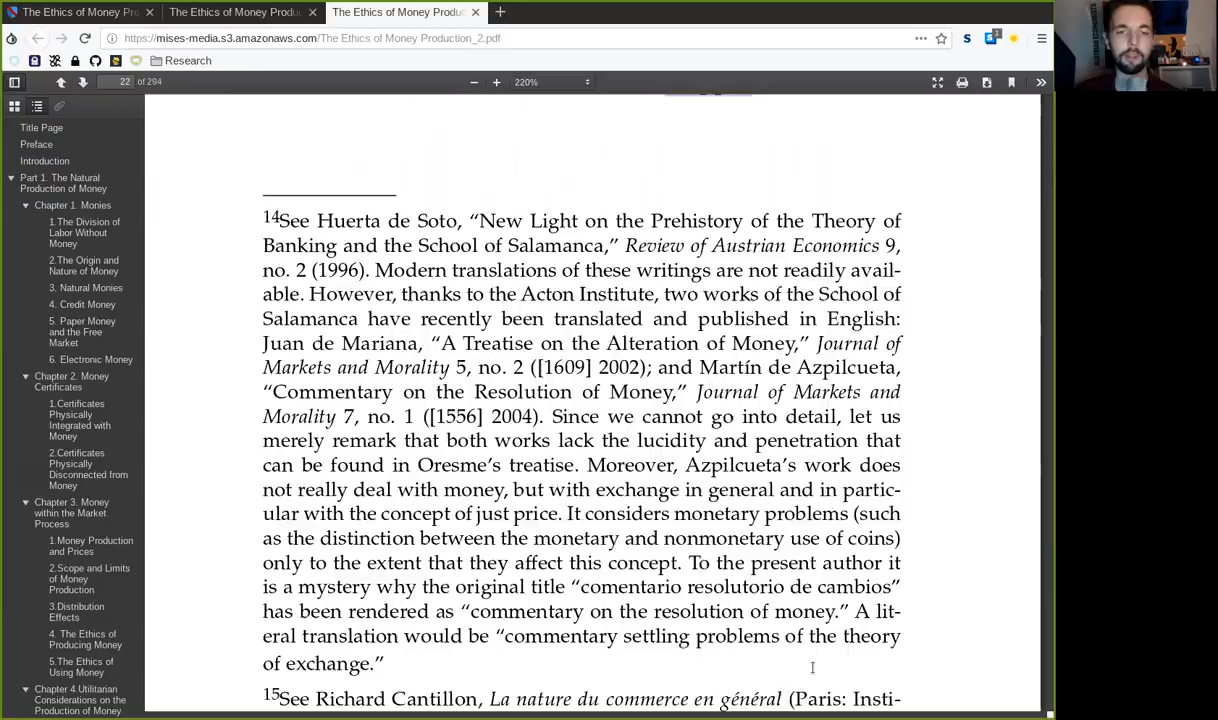 The Ethics of Money Pro
The Ethics of Money Produ
The Ethics of Money Produc
https://mises-media.s3.amazonaws.com/The Ethics of Money Production_2.pdf
Research
22 of 294
220%
Title Page
Preface
Introduction
Part 1. The Natural
Production of Money
Chapter 1. Monies
1.The Division of
Labor Without
Money
2.The Origin and
Nature of Money
3. Natural Monies
4. Credit Money
5. Paper Money
and the Free
Market
6. Electronic Money
Chapter 2. Money
Certificates
1.Certificates
Physically
Integrated with
Money
2.Certificates
Physically
Disconnected from
Money
Chapter 3. Money
within the Market
Process
1.Money Production
and Prices
2.Scope and Limits
of Money
Production
3.Distribution
Effects
4. The Ethics of
Producing Money
5.The Ethics of
Using Money
Chapter 4.Utilitarian
Considerations on the
Production of Money
14See Huerta de Soto, “New Light on the Prehistory of the Theory of
Banking and the School of Salamanca,” Review of Austrian Economics 9,
no. 2 (1996). Modern translations of these writings are not readily avail-
able. However, thanks to the Acton Institute, two works of the School of
Salamanca have recently been translated and published in English:
Juan de Mariana, “A Treatise on the Alteration of Money,” Journal of
Markets and Morality 5, no. 2 ([1609] 2002); and Martín de Azpilcueta,
“Commentary on the Resolution of Money,” Journal of Markets and
Morality 7, no. 1 ([1556] 2004). Since we cannot go into detail, let us
merely remark that both works lack the lucidity and penetration that
can be found in Oresme’s treatise. Moreover, Azpilcueta’s work does
not really deal with money, but with exchange in general and in partic-
ular with the concept of just price. It considers monetary problems (such
as the distinction between the monetary and nonmonetary use of coins)
only to the extent that they affect this concept. To the present author it
is a mystery why the original title “comentario resolutorio de cambios”
has been rendered as “commentary on the resolution of money.” A lit-
eral translation would be “commentary settling problems of the theory
of exchange.”
15See Richard Cantillon, La nature du commerce en général (Paris: Insti-